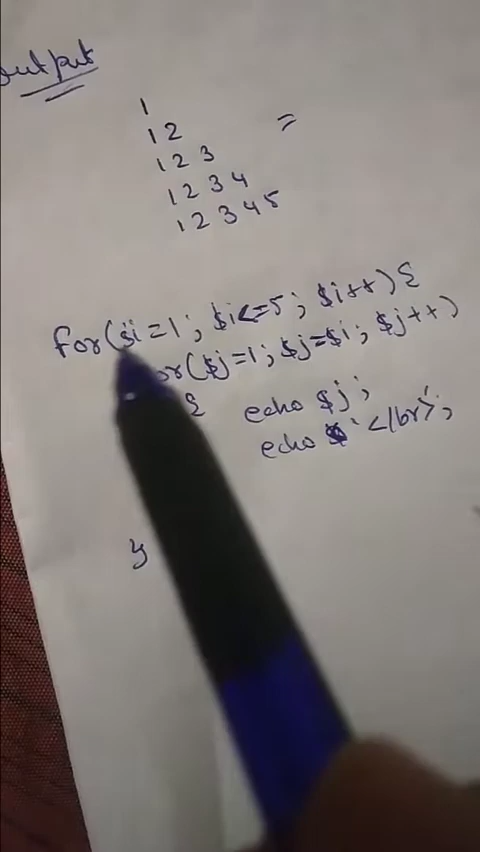 output
1
1 2 =
1 2 3
1 2 3 4
1 2 3 4 5
for($i=1; $i<=5; $i++) {
or($j=1; $j=$i; $j++)
{ echo $j;
echo '</br>';
}